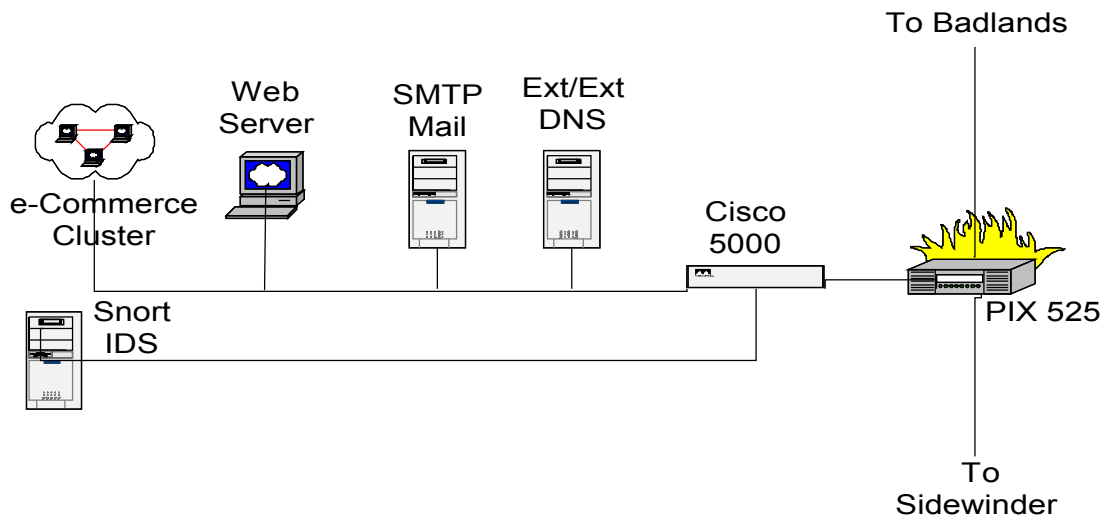 To Badlands
Web
Server
SMTP
Mail
Ext/Ext
DNS
e-Commerce
Cluster
Cisco
5000
Snort
IDS
PIX 525
To
Sidewinder